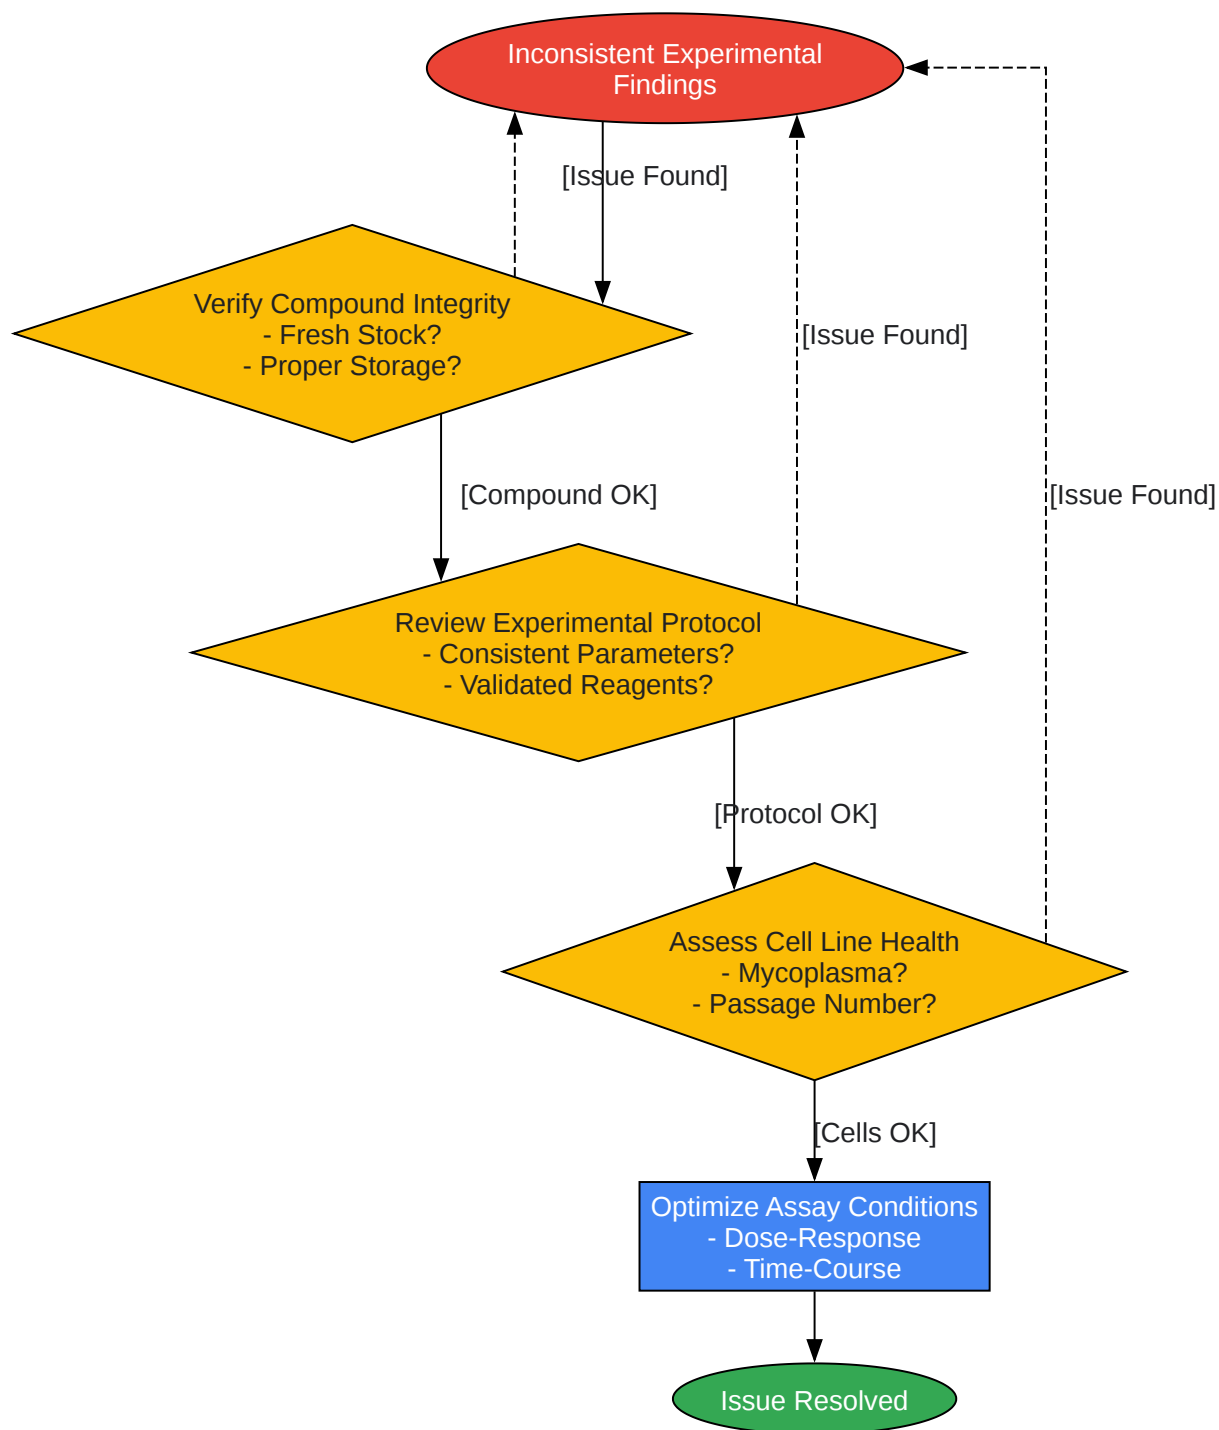 Inconsistent Experimental
Findings
[Issue Found]
Verify Compound Integrity
- Fresh Stock?
- Proper Storage?
[Issue Found]
[Compound OK]
[Issue Found]
Review Experimental Protocol
- Consistent Parameters?
- Validated Reagents?
[Protocol OK]
Assess Cell Line Health
- Mycoplasma?
- Passage Number?
[Cells OK]
Optimize Assay Conditions
- Dose-Response
- Time-Course
Issue Resolved